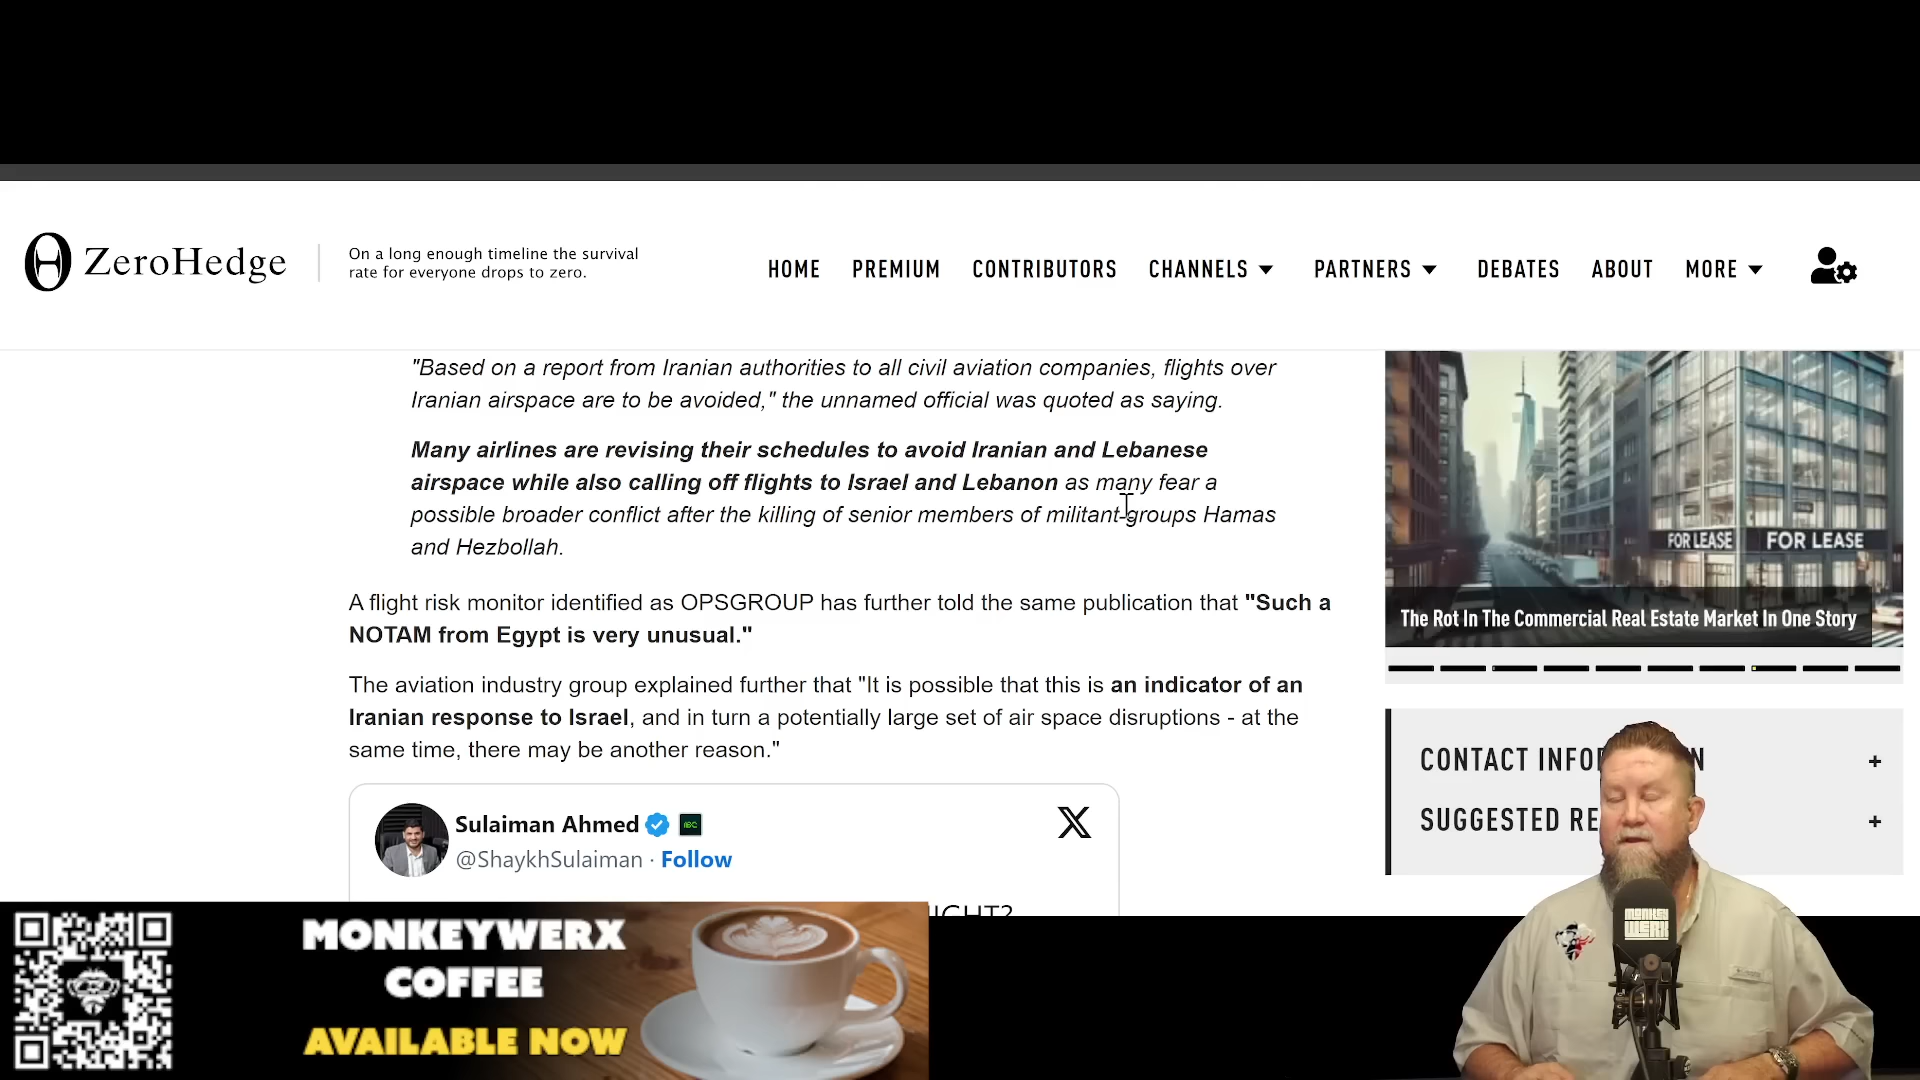 ZeroHedge
On a long enough timeline the survival
rate for everyone drops to zero.
HOME PREMIUM CONTRIBUTORS CHANNELS PARTNERS DEBATES ABOUT MORE
"Based on a report from Iranian authorities to all civil aviation companies, flights over
Iranian airspace are to be avoided," the unnamed official was quoted as saying.
Many airlines are revising their schedules to avoid Iranian and Lebanese
airspace while also calling off flights to Israel and Lebanon as many fear a
possible broader conflict after the killing of senior members of militant groups Hamas
and Hezbollah.
A flight risk monitor identified as OPSGROUP has further told the same publication that "Such a
NOTAM from Egypt is very unusual."
The aviation industry group explained further that "It is possible that this is an indicator of an
Iranian response to Israel, and in turn a potentially large set of air space disruptions - at the
same time, there may be another reason."
Sulaiman Ahmed
@ShaykhSulaiman · Follow
FOR LEASE FOR LEASE
The Rot In The Commercial Real Estate Market In One Story
CONTACT INFO N +
SUGGESTED RE +
MONKEYWERX
COFFEE
AVAILABLE NOW
MONKEY
WERX